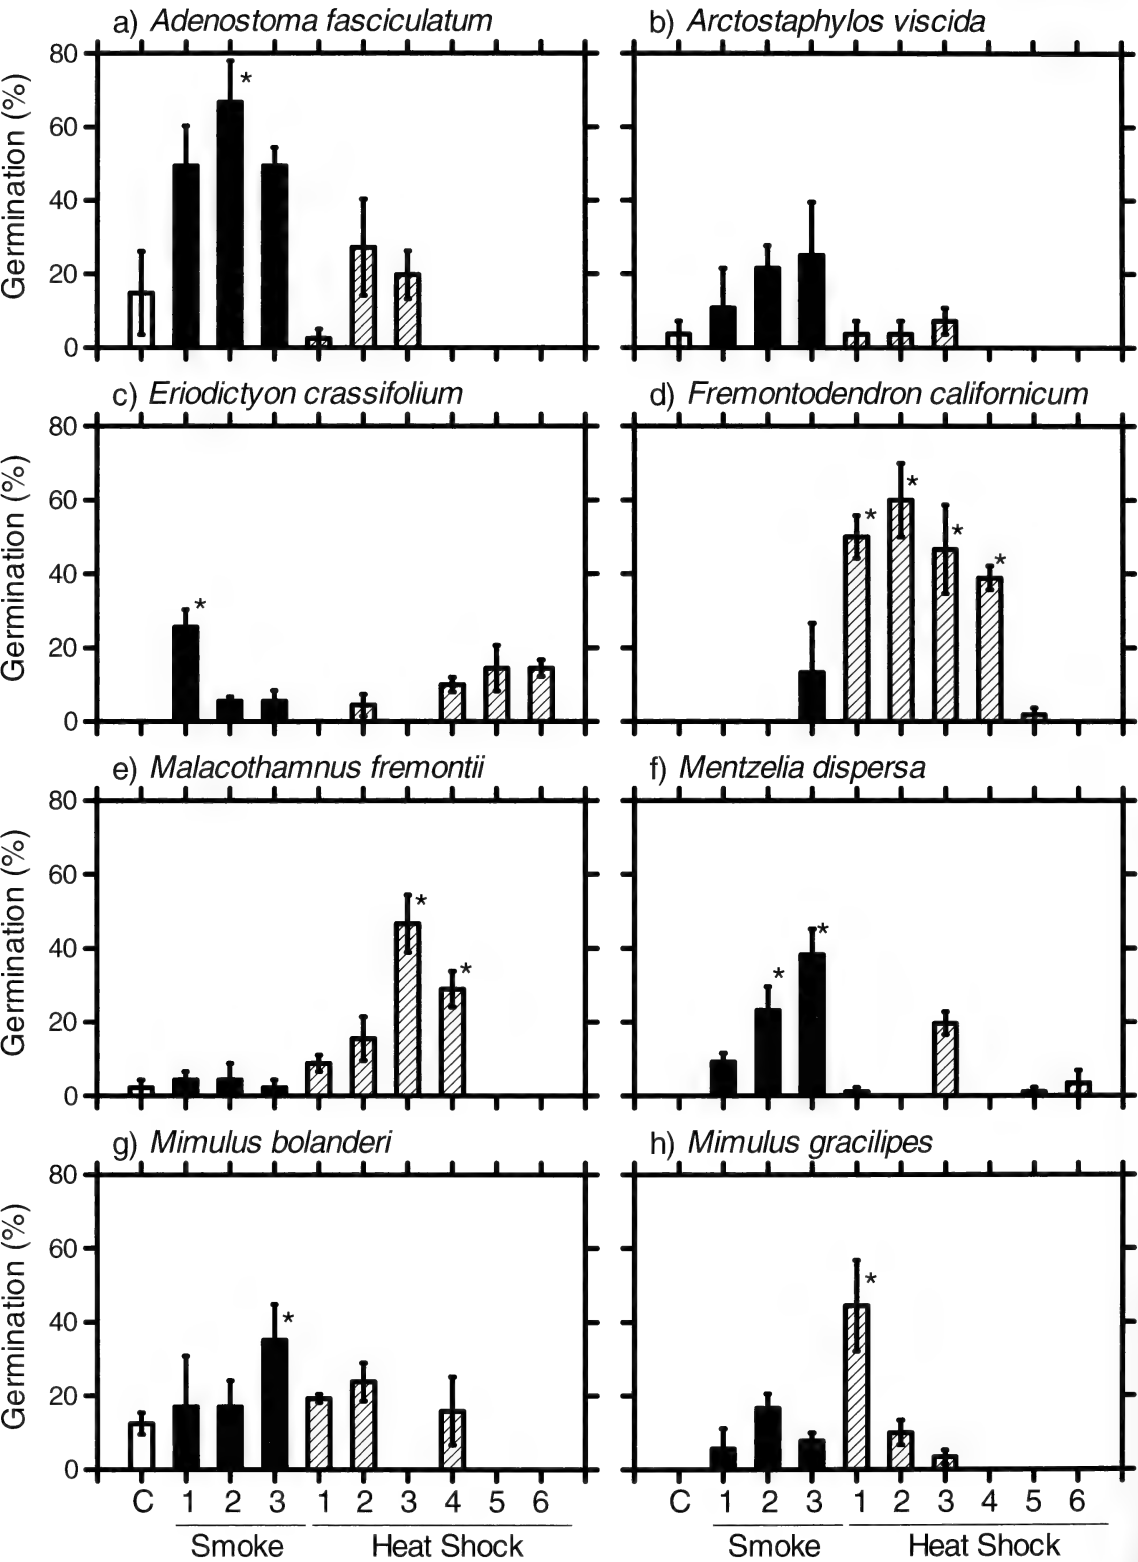 a) Adenostoma fasciculatum
b) Arctostaphylos viscida
Germination (%)
80
60
40
20
0
*
c) Eriodictyon crassifolium
d) Fremontodendron californicum
Germination (%)
80
60
40
20
0
*
* * * *
e) Malacothamnus fremontii
f) Mentzelia dispersa
Germination (%)
80
60
40
20
0
* *
* *
g) Mimulus bolanderi
h) Mimulus gracilipes
Germination (%)
80
60
40
20
0
*
*
C 1 2 3 1 2 3 4 5 6
C 1 2 3 1 2 3 4 5 6
Smoke Heat Shock
Smoke Heat Shock